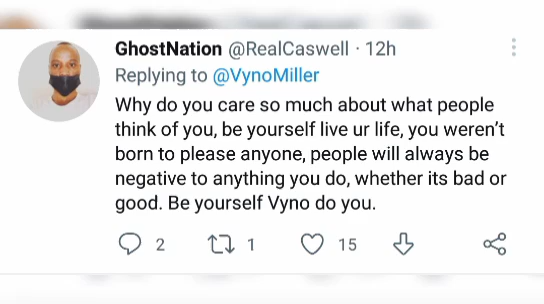 GhostNation @RealCaswell · 12h
Replying to @VynoMiller
Why do you care so much about what people
think of you, be yourself live ur life, you weren't
born to please anyone, people will always be
negative to anything you do, whether its bad or
good. Be yourself Vyno do you.
2 1 15